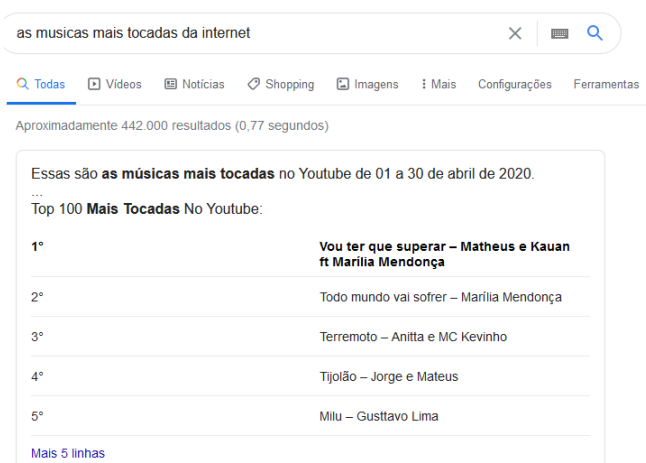 as musicas mais tocadas da internet
Todas Vídeos Notícias Shopping Imagens Mais Configurações Ferramentas
Aproximadamente 442.000 resultados (0,77 segundos)
Essas são as músicas mais tocadas no Youtube de 01 a 30 de abril de 2020.
...
Top 100 Mais Tocadas No Youtube:
1° Vou ter que superar – Matheus e Kauan
ft Marília Mendonça
2° Todo mundo vai sofrer – Marília Mendonça
3° Terremoto – Anitta e MC Kevinho
4° Tijolão – Jorge e Mateus
5° Milu – Gusttavo Lima
Mais 5 linhas